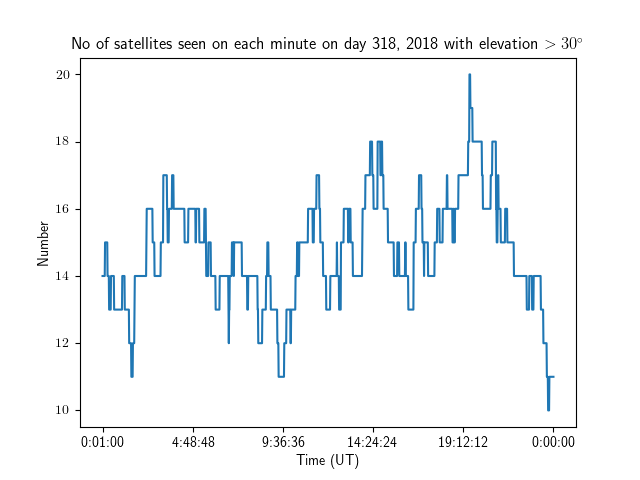 No of satellites seen on each minute on day 318, 2018 with elevation > 30°
20
18
16
14
12
10
Number
0:01:00 4:48:48 9:36:36 14:24:24 19:12:12 0:00:00
Time (UT)